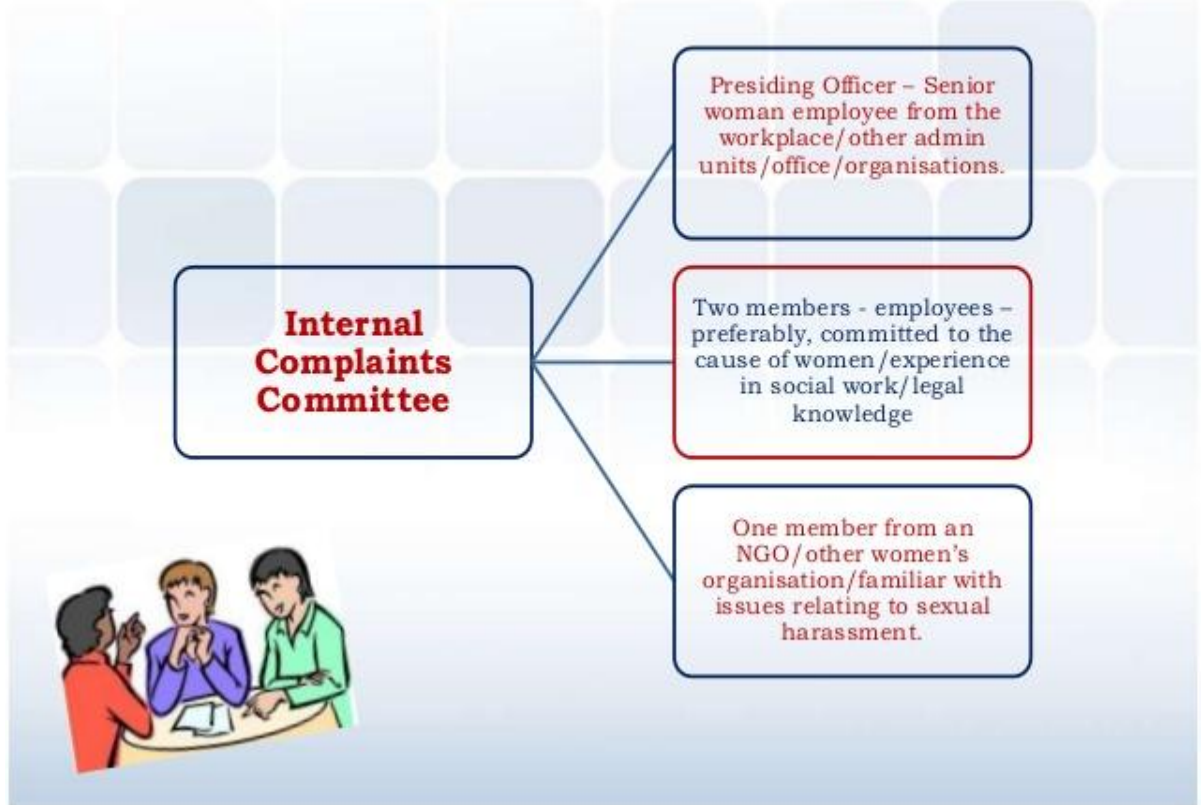 Presiding Officer – Senior
woman employee from the
workplace/other admin
units/office/organisations.
Internal
Complaints
Committee
Two members - employees –
preferably, committed to the
cause of women/experience
in social work/legal
knowledge
One member from an
NGO/other women's
organisation/familiar with
issues relating to sexual
harassment.